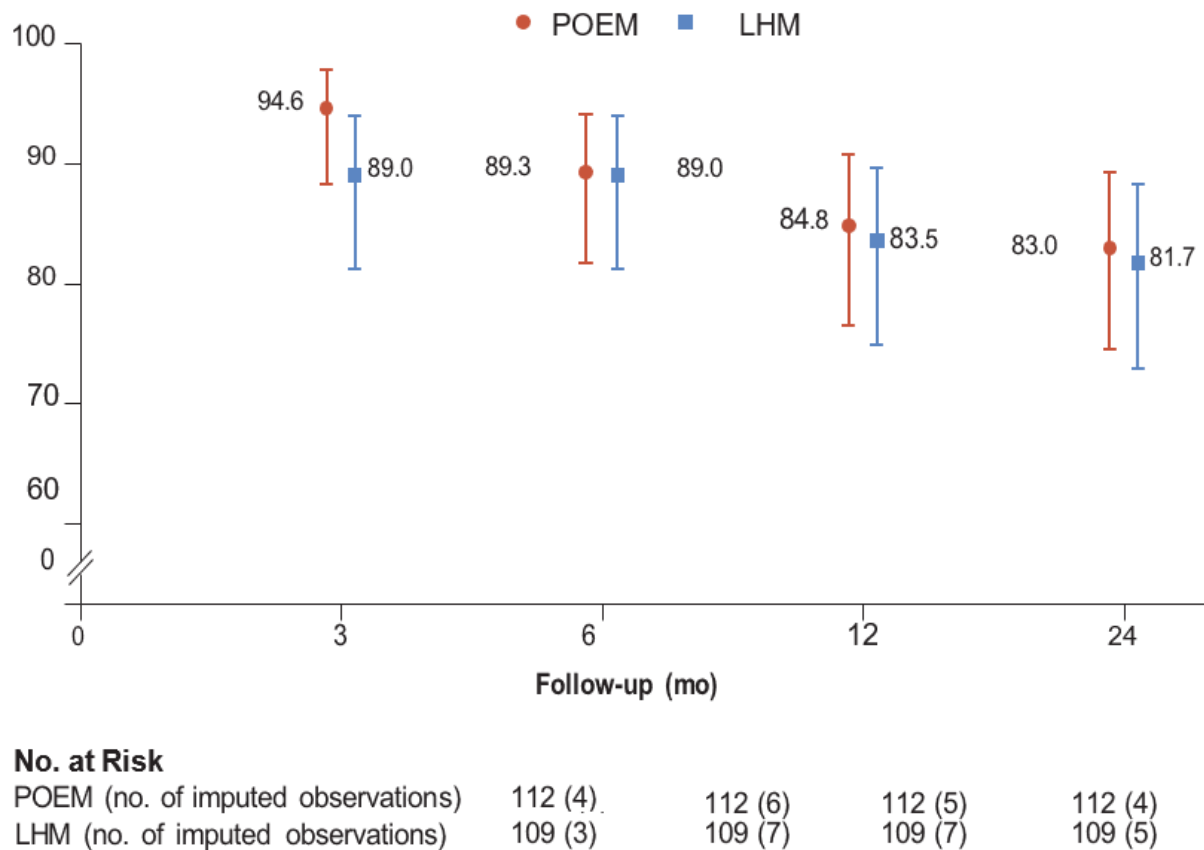 POEM LHM
100
94.6
90
89.0 89.3 89.0
84.8 83.5 83.0 81.7
80
70
60
0
0 3 6 12 24
Follow-up (mo)
No. at Risk
POEM (no. of imputed observations) 112 (4) 112 (6) 112 (5) 112 (4)
LHM (no. of imputed observations) 109 (3) 109 (7) 109 (7) 109 (5)